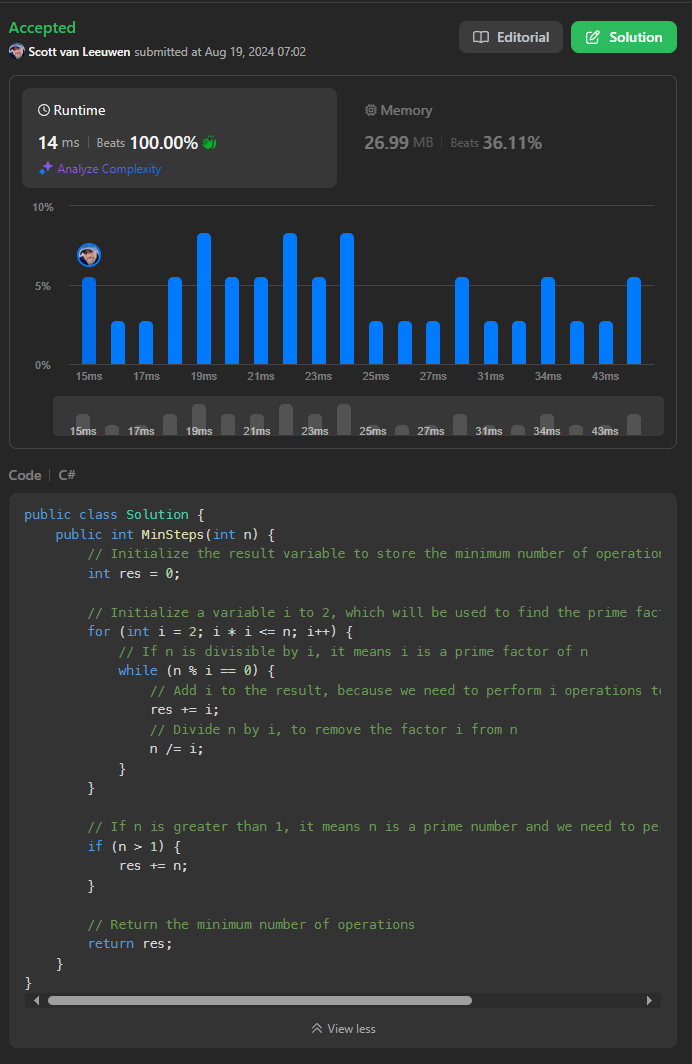 Accepted
Scott van Leeuwen submitted at Aug 19, 2024 07:02
Editorial
Solution
Runtime
14 ms | Beats 100.00%
Analyze Complexity
Memory
26.99 MB | Beats 36.11%
10%
5%
0%
15ms 17ms 19ms 21ms 23ms 25ms 27ms 31ms 34ms 43ms
15ms 17ms 19ms 21ms 23ms 25ms 27ms 31ms 34ms 43ms
Code | C#
public class Solution {
    public int MinSteps(int n) {
        // Initialize the result variable to store the minimum number of operation
        int res = 0;

        // Initialize a variable i to 2, which will be used to find the prime fac
        for (int i = 2; i * i <= n; i++) {
            // If n is divisible by i, it means i is a prime factor of n
            while (n % i == 0) {
                // Add i to the result, because we need to perform i operations to
                res += i;
                // Divide n by i, to remove the factor i from n
                n /= i;
            }
        }

        // If n is greater than 1, it means n is a prime number and we need to pe
        if (n > 1) {
            res += n;
        }

        // Return the minimum number of operations
        return res;
    }
}
View less